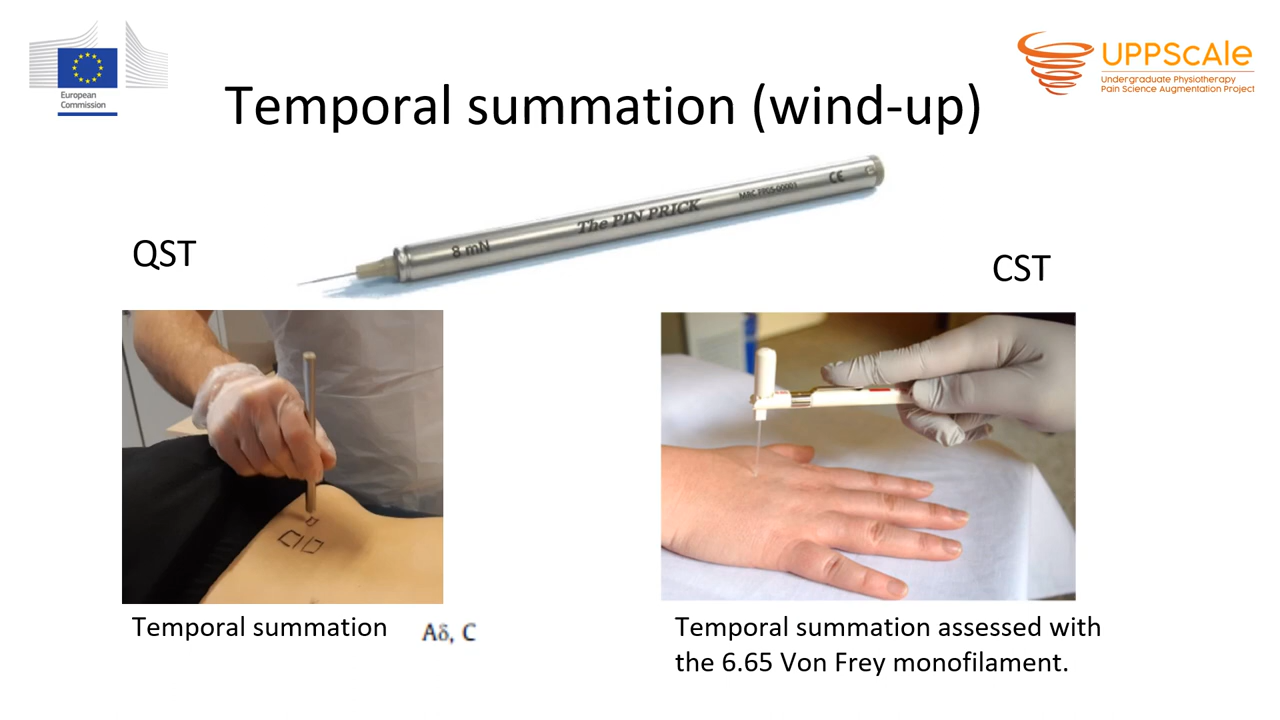 European
Commission
UPPScale
Undergraduate Physiotherapy
Pain Science Augmentation Project
Temporal summation (wind-up)
8 mN
The PIN PRICK
CE
QST
CST
Temporal summation
Aδ, C
Temporal summation assessed with
the 6.65 Von Frey monofilament.